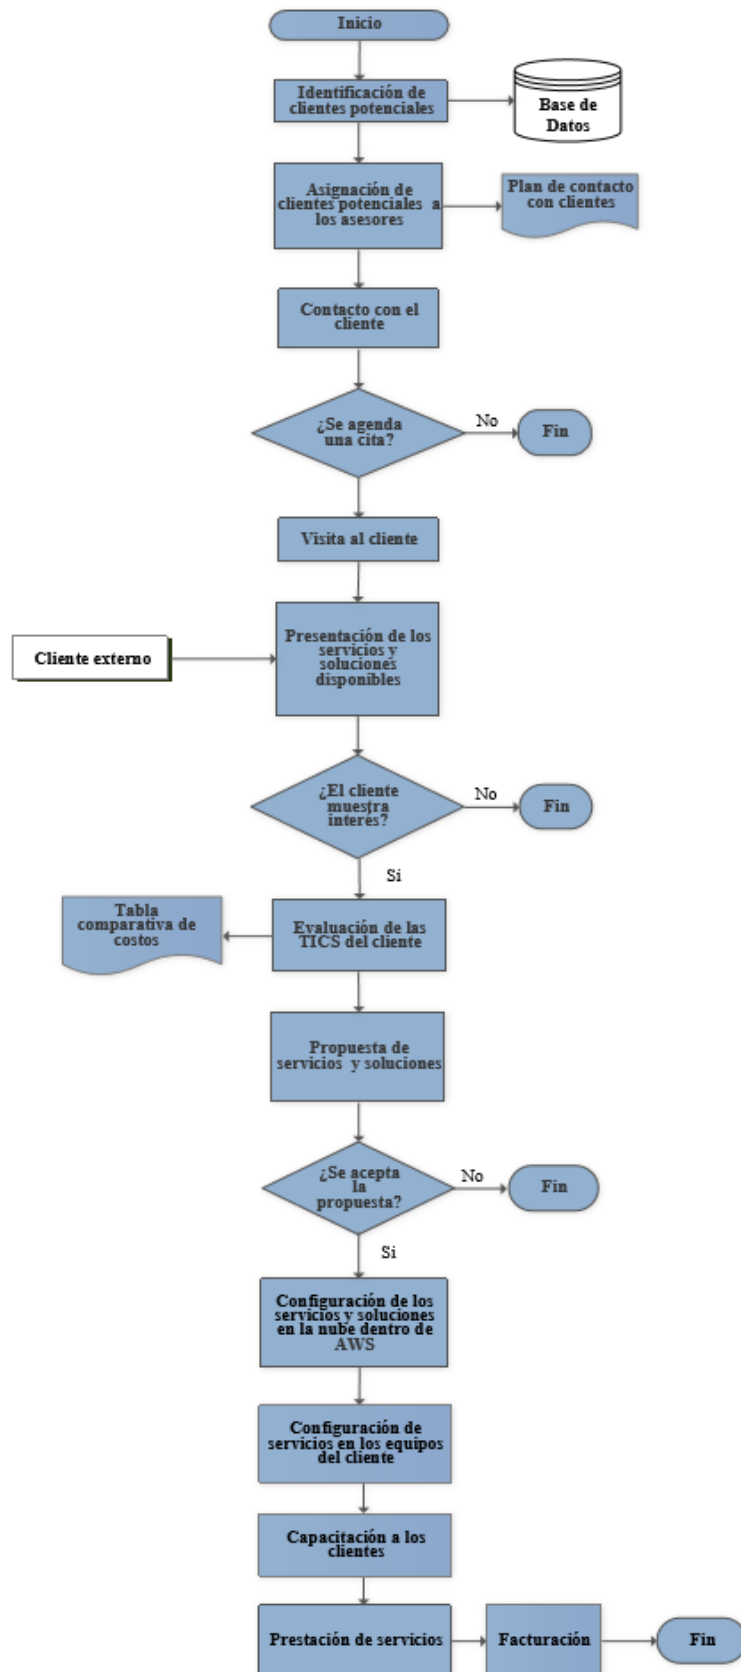 Inicio
Identificación de
clientes potenciales
Base de
Datos
Asignación de
clientes potenciales a
los asesores
Plan de contacto
con clientes
Contacto con el
cliente
¿Se agenda
una cita?
No
Fin
Visita al cliente
Cliente externo
Presentación de los
servicios y
soluciones
disponibles
¿El cliente
muestra
interés?
No
Fin
Si
Tabla
comparativa de
costos
Evaluación de las
TICS del cliente
Propuesta de
servicios y soluciones
¿Se acepta
la
propuesta?
No
Fin
Si
Configuración de los
servicios y soluciones
en la nube dentro de
AWS
Configuración de
servicios en los equipos
del cliente
Capacitación a los
clientes
Prestación de servicios
Facturación
Fin